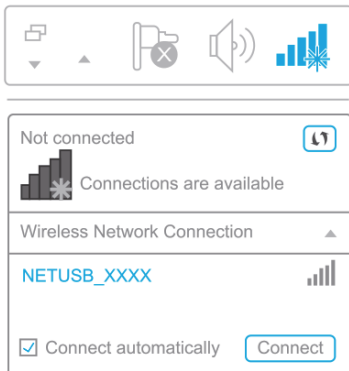 Not connected
Connections are available
Wireless Network Connection
NETUSB_XXXX
Connect automatically
Connect